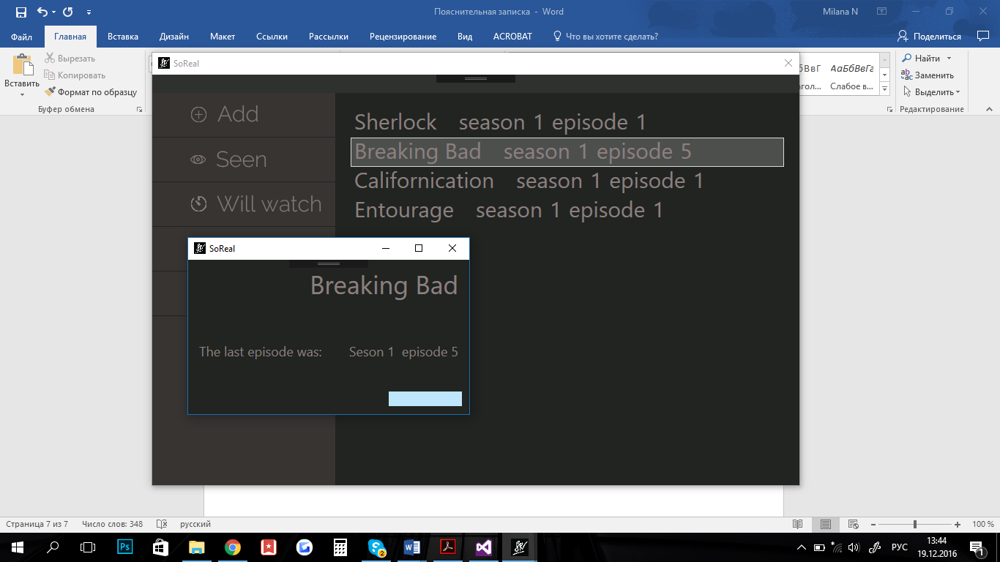 Пояснительная записка - Word
Milana N
Файл Главная Вставка Дизайн Макет Ссылки Рассылки Рецензирование Вид ACROBAT Что вы хотите сделать? Поделиться
Вставить
Вырезать
Копировать
Формат по образцу
Буфер обмена
АаБбВвГг
Слабое в...
Найти
Заменить
Выделить
Редактирование
SoReal
Add
Seen
Will watch
Sherlock season 1 episode 1
Breaking Bad season 1 episode 5
Californication season 1 episode 1
Entourage season 1 episode 1
SoReal
Breaking Bad
The last episode was: Seson 1 episode 5
Страница 7 из 7 Число слов: 348 русский 100 %
Ps
2
РУС
13:44
19.12.2016
1